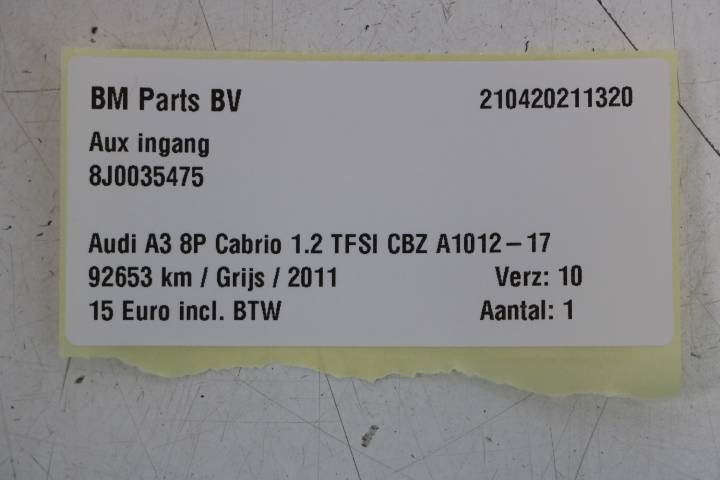 BM Parts BV 210420211320
Aux ingang
8J0035475
Audi A3 8P Cabrio 1.2 TFSI CBZ A1012-17
92653 km / Grijs / 2011 Verz: 10
15 Euro incl. BTW Aantal: 1